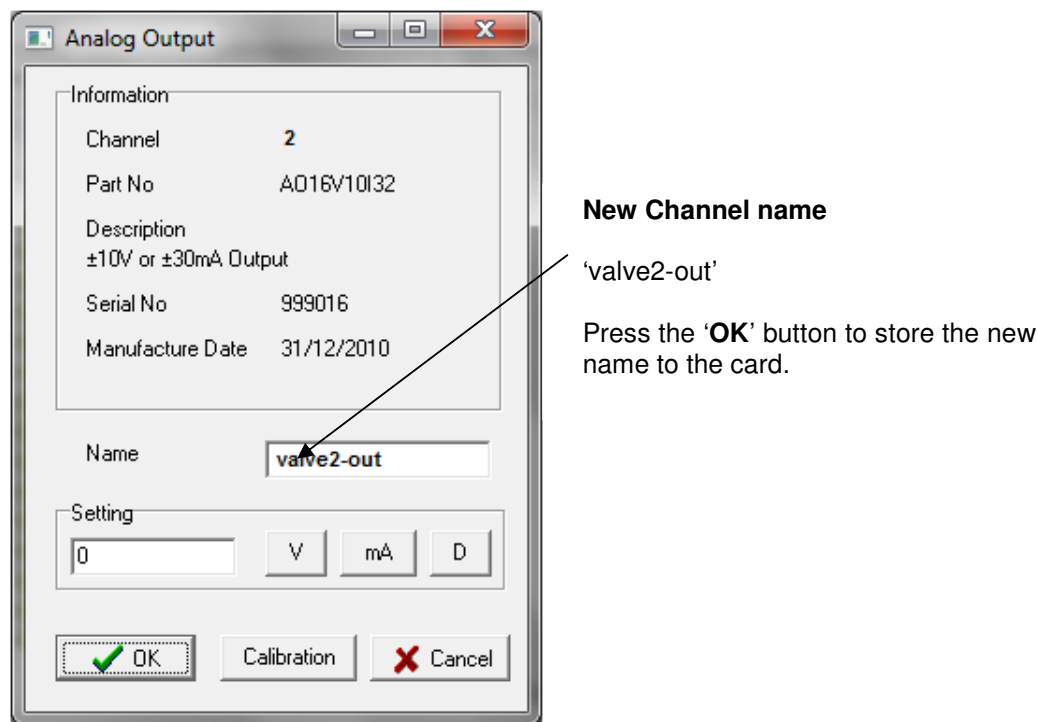 Analog Output
Information
Channel 2
Part No AO16V10I32
Description
±10V or ±30mA Output
Serial No 999016
Manufacture Date 31/12/2010
Name valve2-out
Setting
0 V mA D
OK Calibration Cancel
New Channel name
‘valve2-out’
Press the ‘OK’ button to store the new
name to the card.